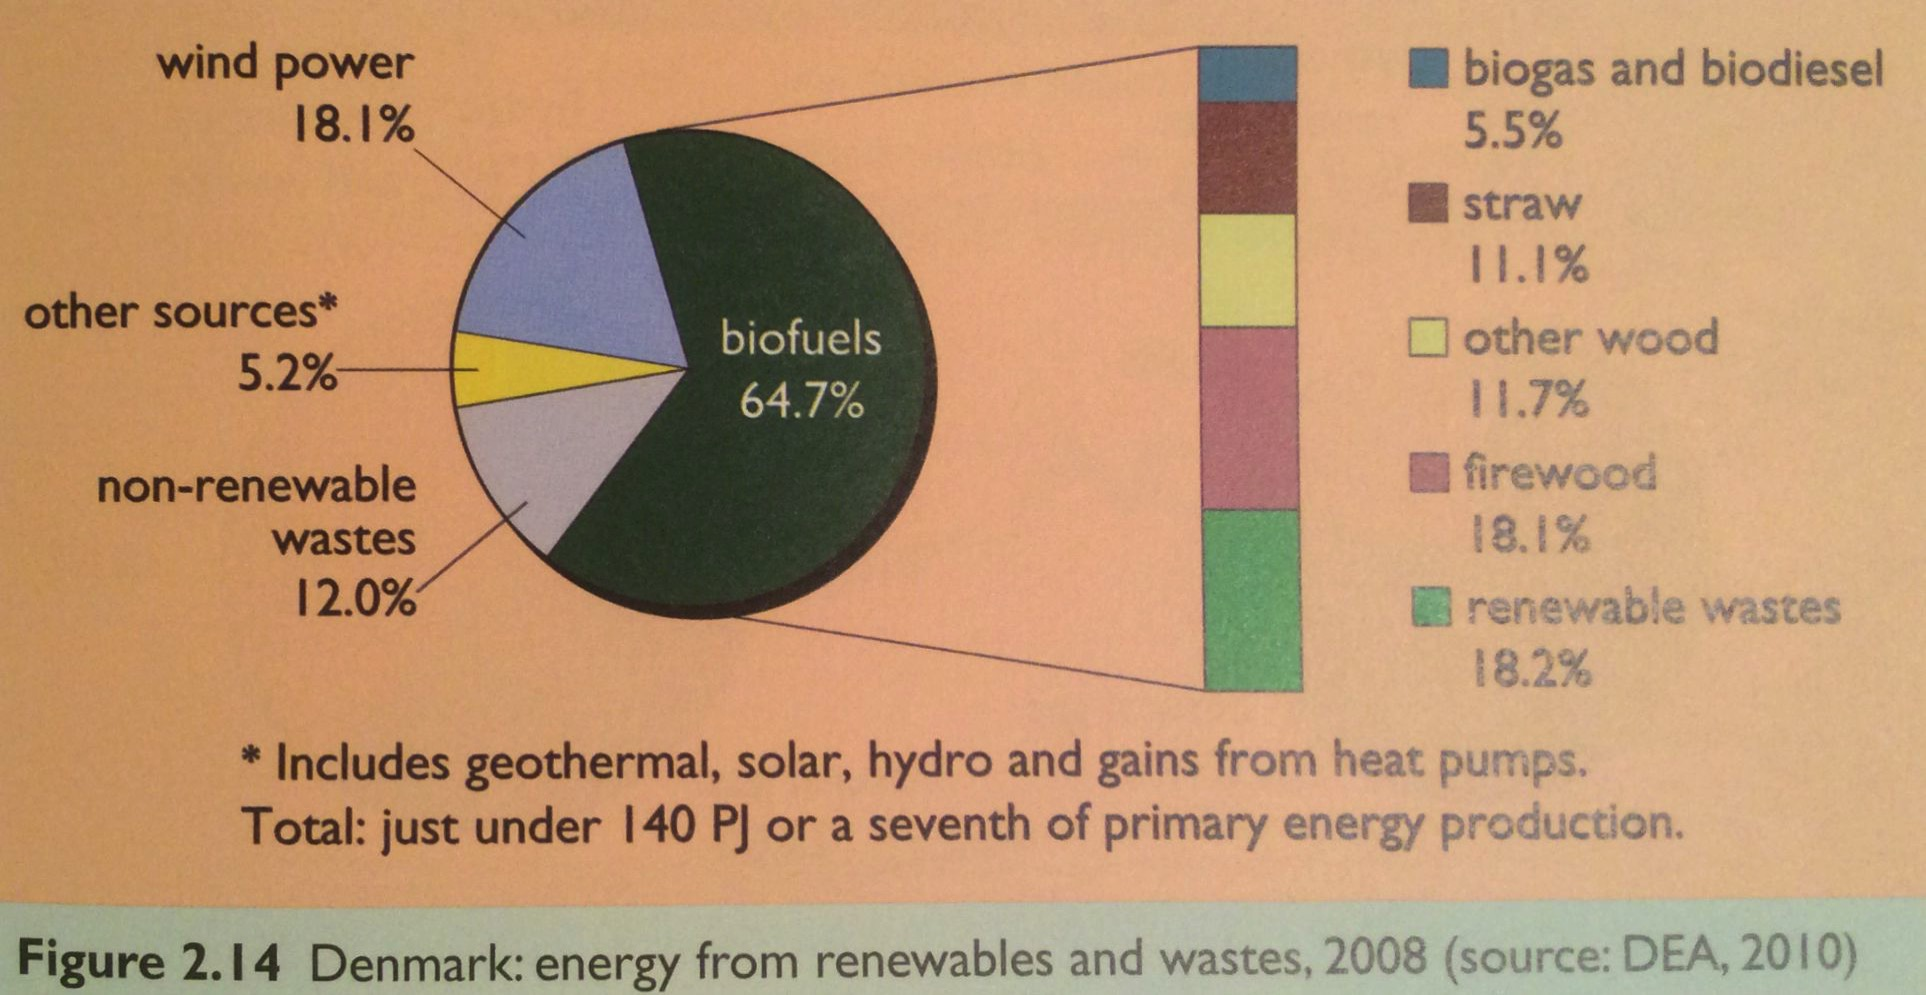 wind power
18.1%
other sources*
5.2%
non-renewable
wastes
12.0%
biofuels
64.7%
biogas and biodiesel
5.5%
straw
11.1%
other wood
11.7%
firewood
18.1%
renewable wastes
18.2%
* Includes geothermal, solar, hydro and gains from heat pumps.
Total: just under 140 PJ or a seventh of primary energy production.
Figure 2.14 Denmark: energy from renewables and wastes, 2008 (source: DEA, 2010)